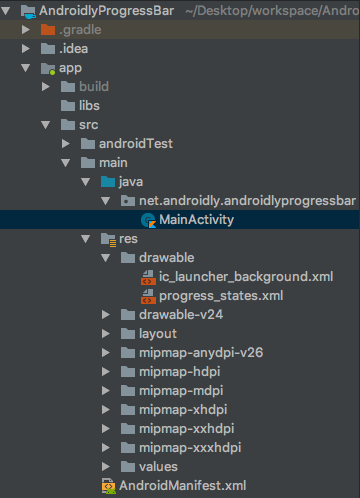 AndroidlyProgressBar ~/Desktop/workspace/Andro
.gradle
.idea
app
build
libs
src
androidTest
main
java
net.androidly.androidlyprogressbar
MainActivity
res
drawable
ic_launcher_background.xml
progress_states.xml
drawable-v24
layout
mipmap-anydpi-v26
mipmap-hdpi
mipmap-mdpi
mipmap-xhdpi
mipmap-xxhdpi
mipmap-xxxhdpi
values
AndroidManifest.xml